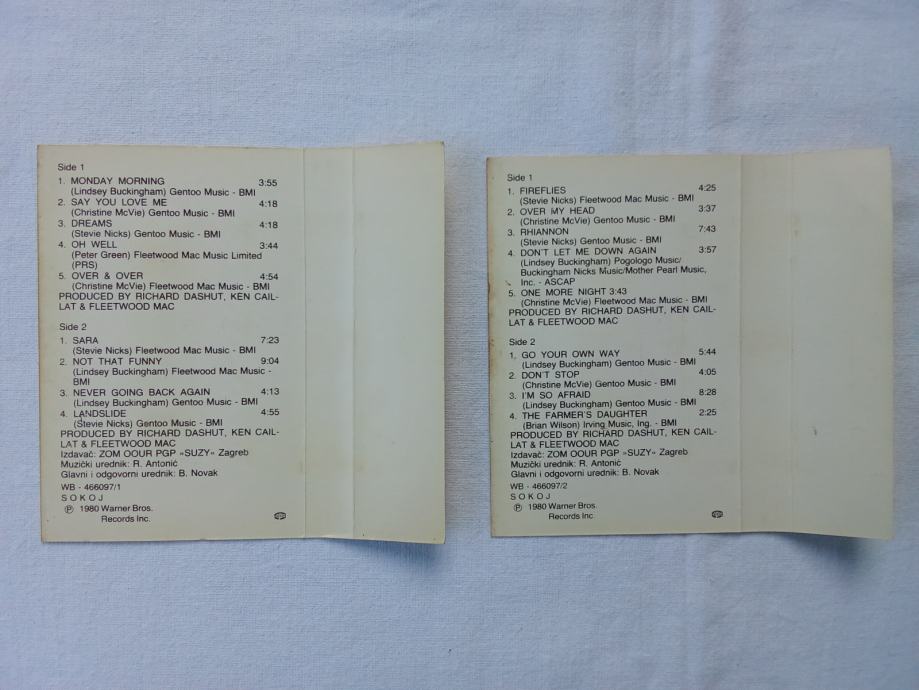 Side 1
1. MONDAY MORNING 3:55
(Lindsey Buckingham) Gentoo Music - BMI
2. SAY YOU LOVE ME 4:18
(Christine McVie) Gentoo Music - BMI
3. DREAMS 4:18
(Stevie Nicks) Gentoo Music - BMI
4. OH WELL 3:44
(Peter Green) Fleetwood Mac Music Limited
(PRS)
5. OVER & OVER 4:54
(Christine McVie) Fleetwood Mac Music - BMI
PRODUCED BY RICHARD DASHUT, KEN CAIL-
LAT & FLEETWOOD MAC
Side 2
1. SARA 7:23
(Stevie Nicks) Fleetwood Mac Music - BMI
2. NOT THAT FUNNY 9:04
(Lindsey Buckingham) Fleetwood Mac Music -
BMI
3. NEVER GOING BACK AGAIN 4:13
(Lindsey Buckingham) Gentoo Music - BMI
4. LANDSLIDE 4:55
(Stevie Nicks) Gentoo Music - BMI
PRODUCED BY RICHARD DASHUT, KEN CAIL-
LAT & FLEETWOOD MAC
Izdavač: ZOM OOUR PGP »SUZY« Zagreb
Muzički urednik: R. Antonić
Glavni i odgovorni urednik: B. Novak
WB - 466097/1
SOKOJ
Ⓟ 1980 Warner Bros.
Records Inc.
Side 1
1. FIREFLIES 4:25
(Stevie Nicks) Fleetwood Mac Music - BMI
2. OVER MY HEAD 3:37
(Christine McVie) Gentoo Music - BMI
3. RHIANNON 7:43
(Stevie Nicks) Gentoo Music - BMI
4. DON'T LET ME DOWN AGAIN 3:57
(Lindsey Buckingham) Pogologo Music/
Buckingham Nicks Music/Mother Pearl Music,
Inc. - ASCAP
5. ONE MORE NIGHT 3:43
(Christine McVie) Fleetwood Mac Music - BMI
PRODUCED BY RICHARD DASHUT, KEN CAIL-
LAT & FLEETWOOD MAC
Side 2
1. GO YOUR OWN WAY 5:44
(Lindsey Buckingham) Gentoo Music - BMI
2. DON'T STOP 4:05
(Christine McVie) Gentoo Music - BMI
3. I'M SO AFRAID 8:28
(Lindsey Buckingham) Gentoo Music - BMI
4. THE FARMER'S DAUGHTER 2:25
(Brian Wilson) Irving Music, Ing. - BMI
PRODUCED BY RICHARD DASHUT, KEN CAIL-
LAT & FLEETWOOD MAC
Izdavač: ZOM OOUR PGP »SUZY« Zagreb
Muzički urednik: R. Antonić
Glavni i odgovorni urednik: B. Novak
WB - 466097/2
SOKOJ
Ⓟ 1980 Warner Bros.
Records Inc.